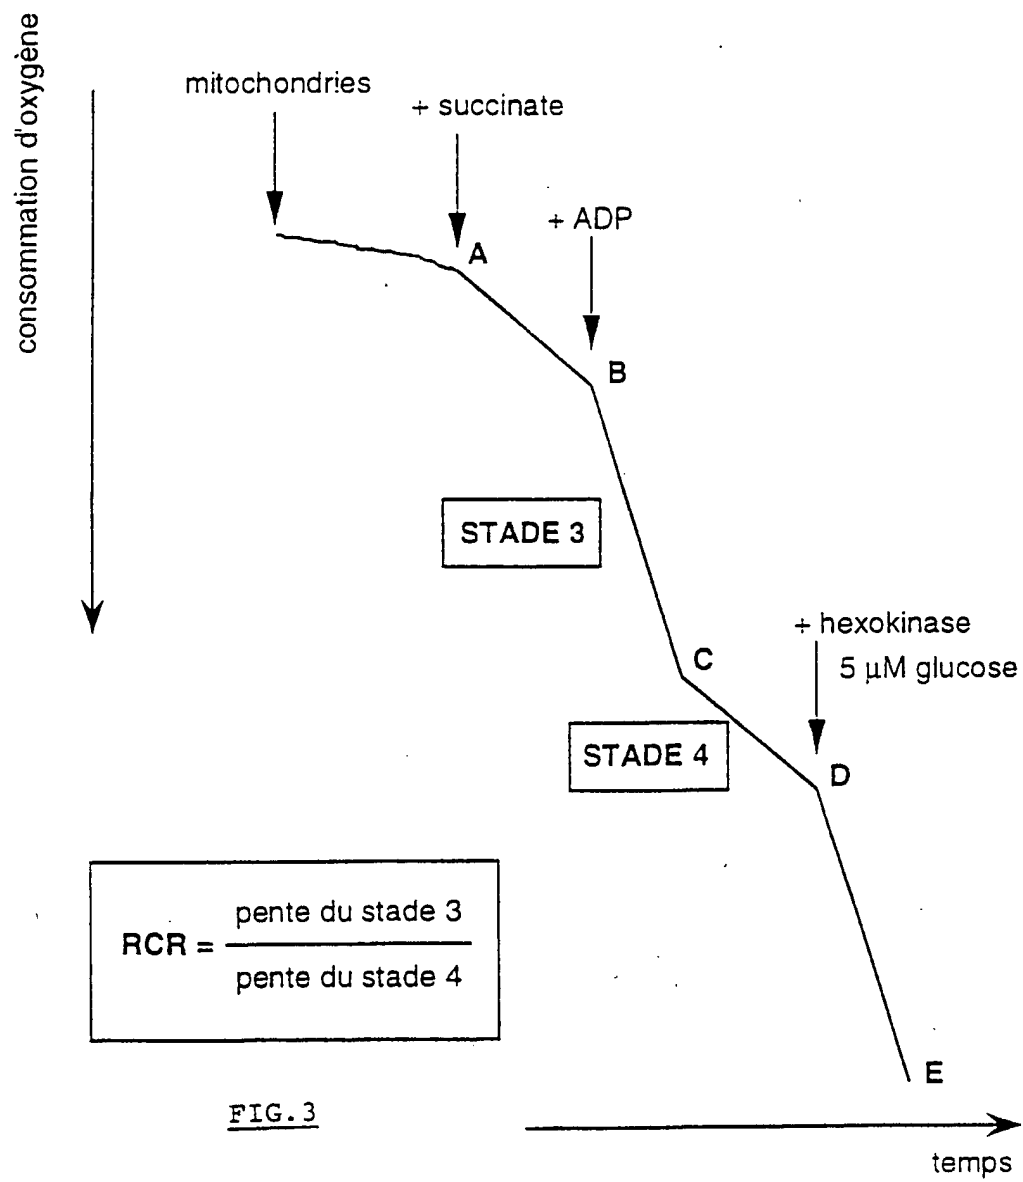 consommation d'oxygène
mitochondries
+ succinate
A
+ ADP
B
STADE 3
+ hexokinase
5 µM glucose
C
STADE 4
D
RCR =
pente du stade 3
pente du stade 4
E
FIG.3
temps